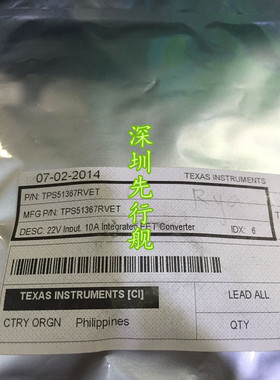 07-02-2014
TEXAS INSTRUMENTS
P/N: TPS51367RVET
MFG P/N: TPS51367RVET
DESC. 22V Input, 10A Integrated FET Converter
IDX: 6
TEXAS INSTRUMENTS [CI]
LEAD ALL
CTRY ORGN Philippines
QTY
深圳先行舰